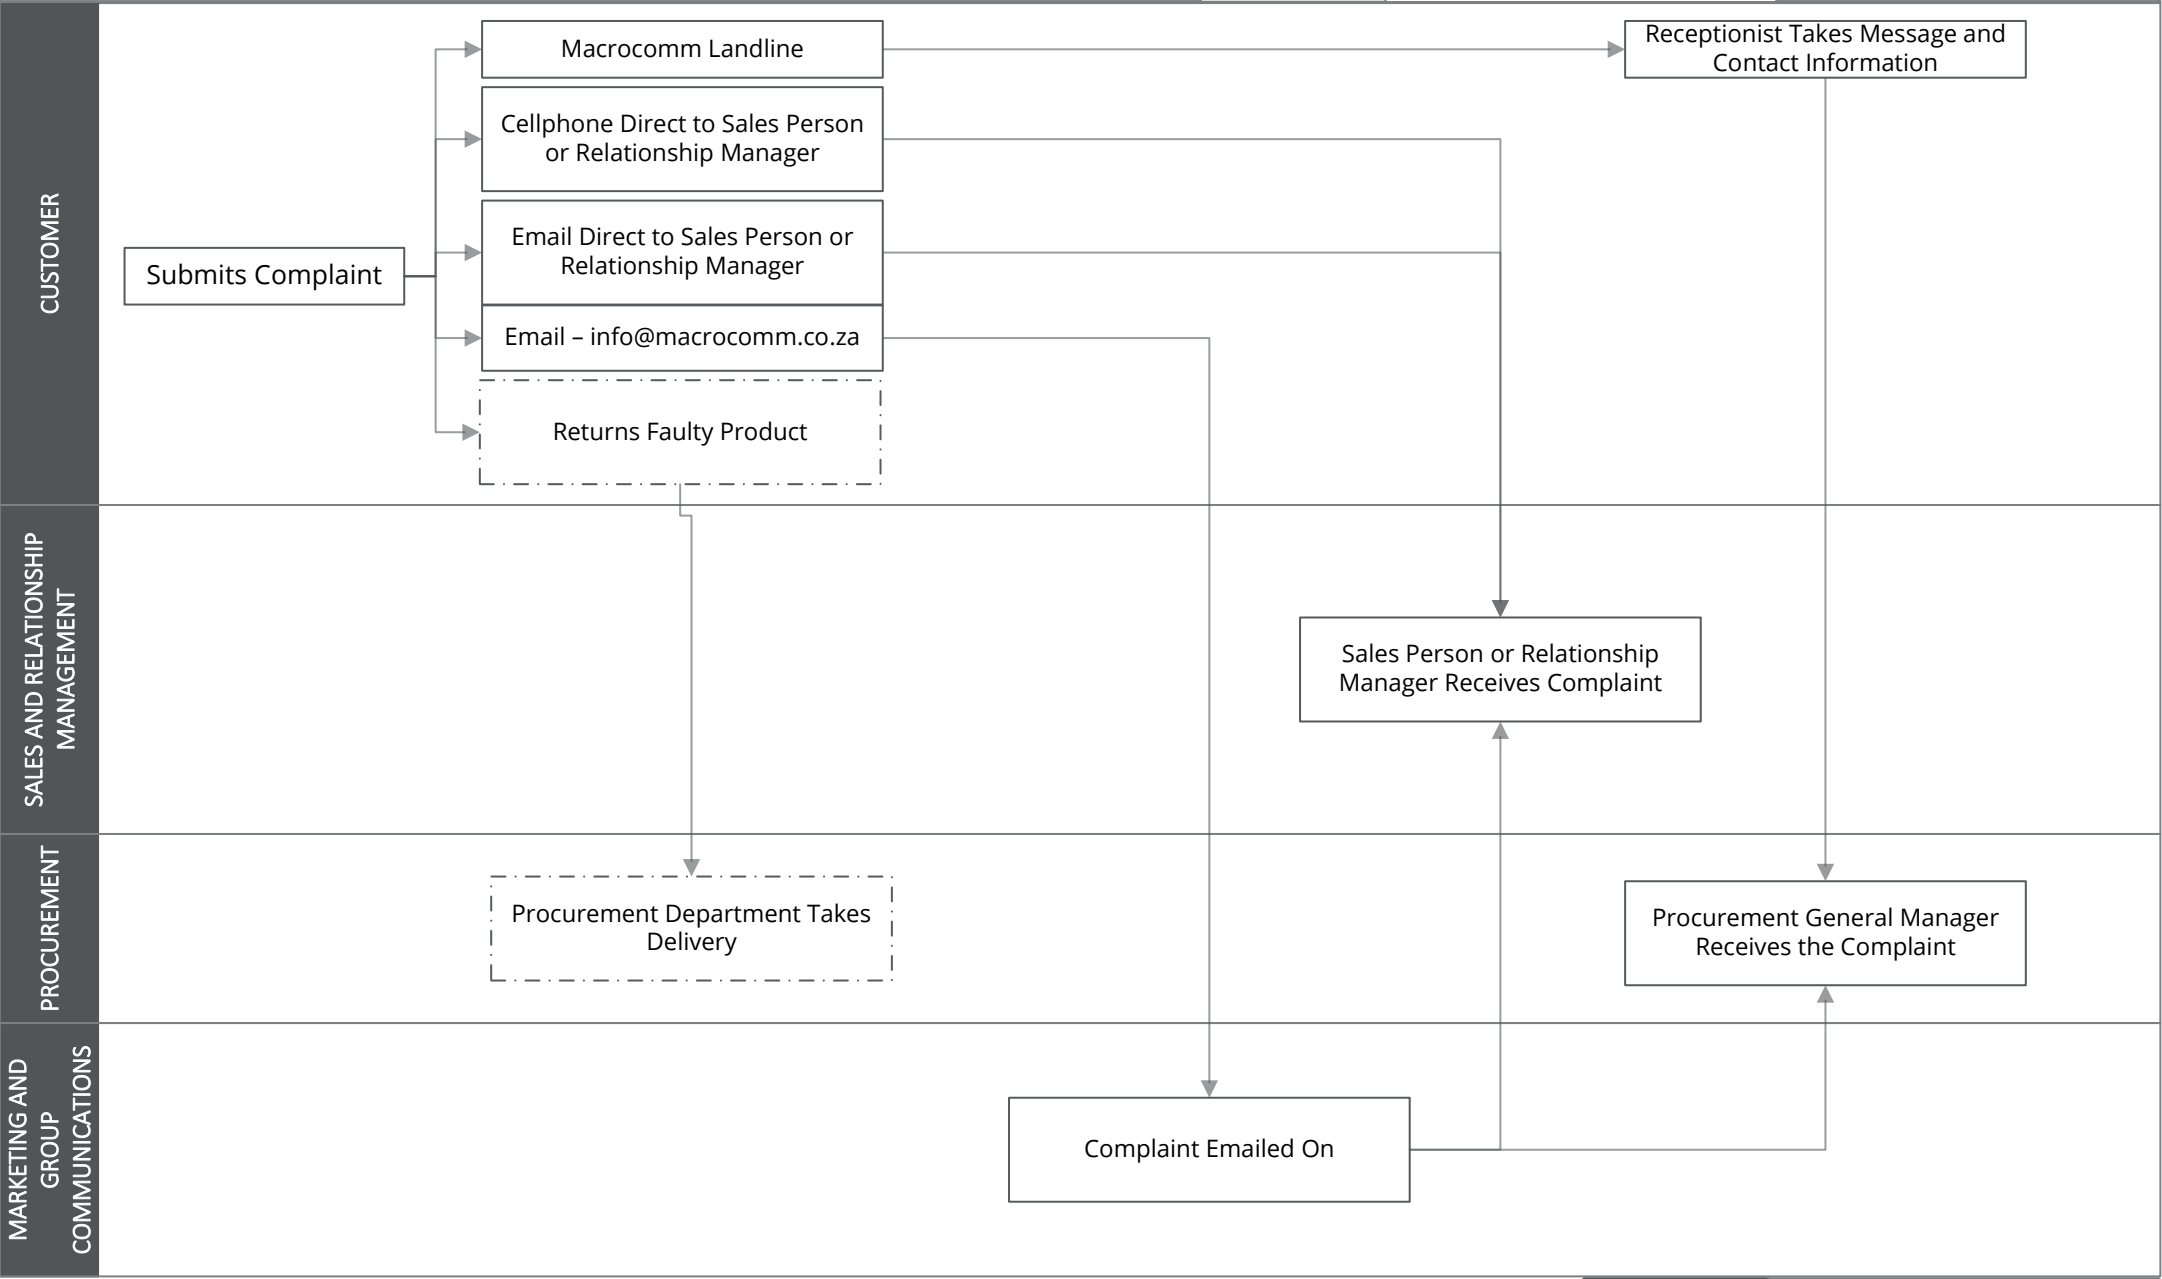 CUSTOMER
Submits Complaint
Macrocomm Landline
Cellphone Direct to Sales Person
or Relationship Manager
Email Direct to Sales Person or
Relationship Manager
Email – info@macrocomm.co.za
Returns Faulty Product
Receptionist Takes Message and
Contact Information
SALES AND RELATIONSHIP
MANAGEMENT
Sales Person or Relationship
Manager Receives Complaint
PROCUREMENT
Procurement Department Takes
Delivery
Procurement General Manager
Receives the Complaint
MARKETING AND
GROUP
COMMUNICATIONS
Complaint Emailed On